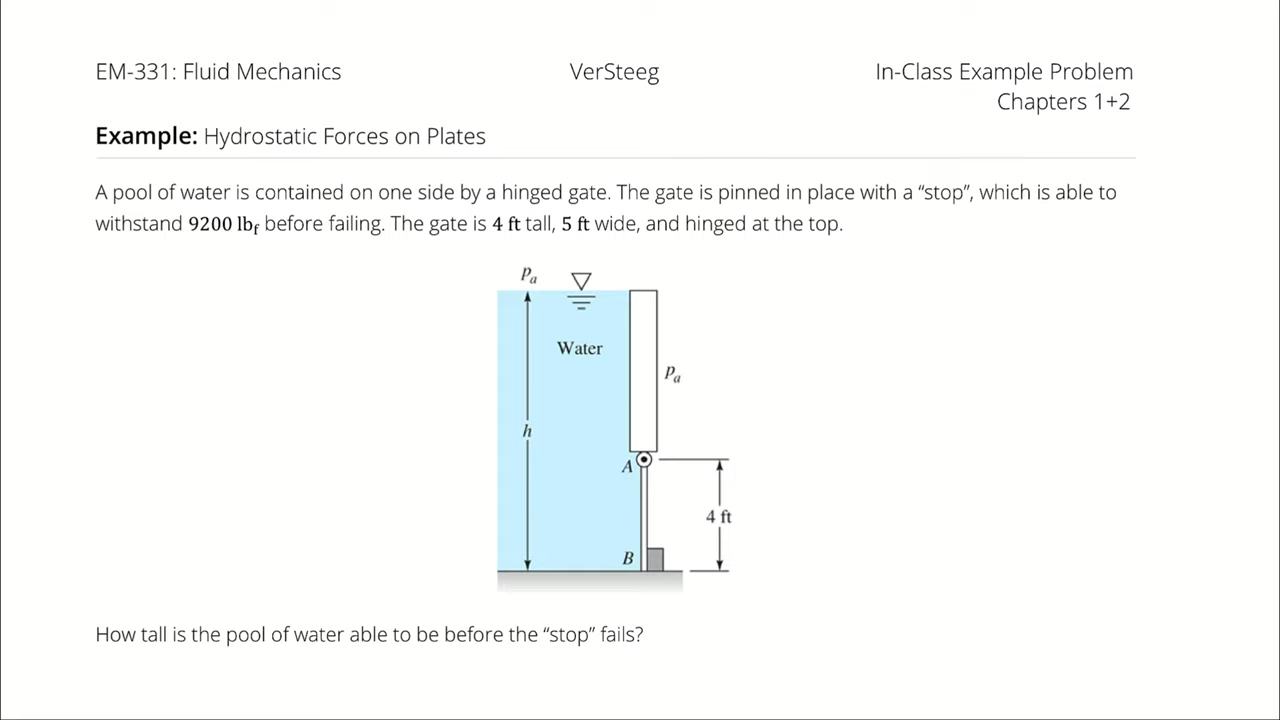 EM-331: Fluid Mechanics VerSteeg In-Class Example Problem
Chapters 1+2
Example: Hydrostatic Forces on Plates
A pool of water is contained on one side by a hinged gate. The gate is pinned in place with a “stop”, which is able to
withstand 9200 lbf before failing. The gate is 4 ft tall, 5 ft wide, and hinged at the top.
pa
Water
pa
h
A
4 ft
B
How tall is the pool of water able to be before the “stop” fails?